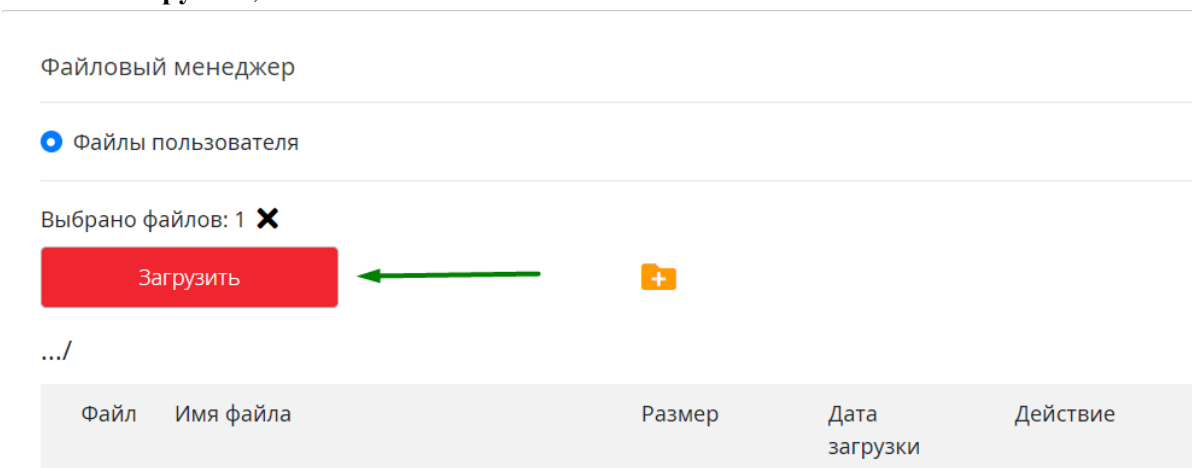 Файловый менеджер
Файлы пользователя
Выбрано файлов: 1
Загрузить
.../
Файл Имя файла Размер Дата загрузки Действие